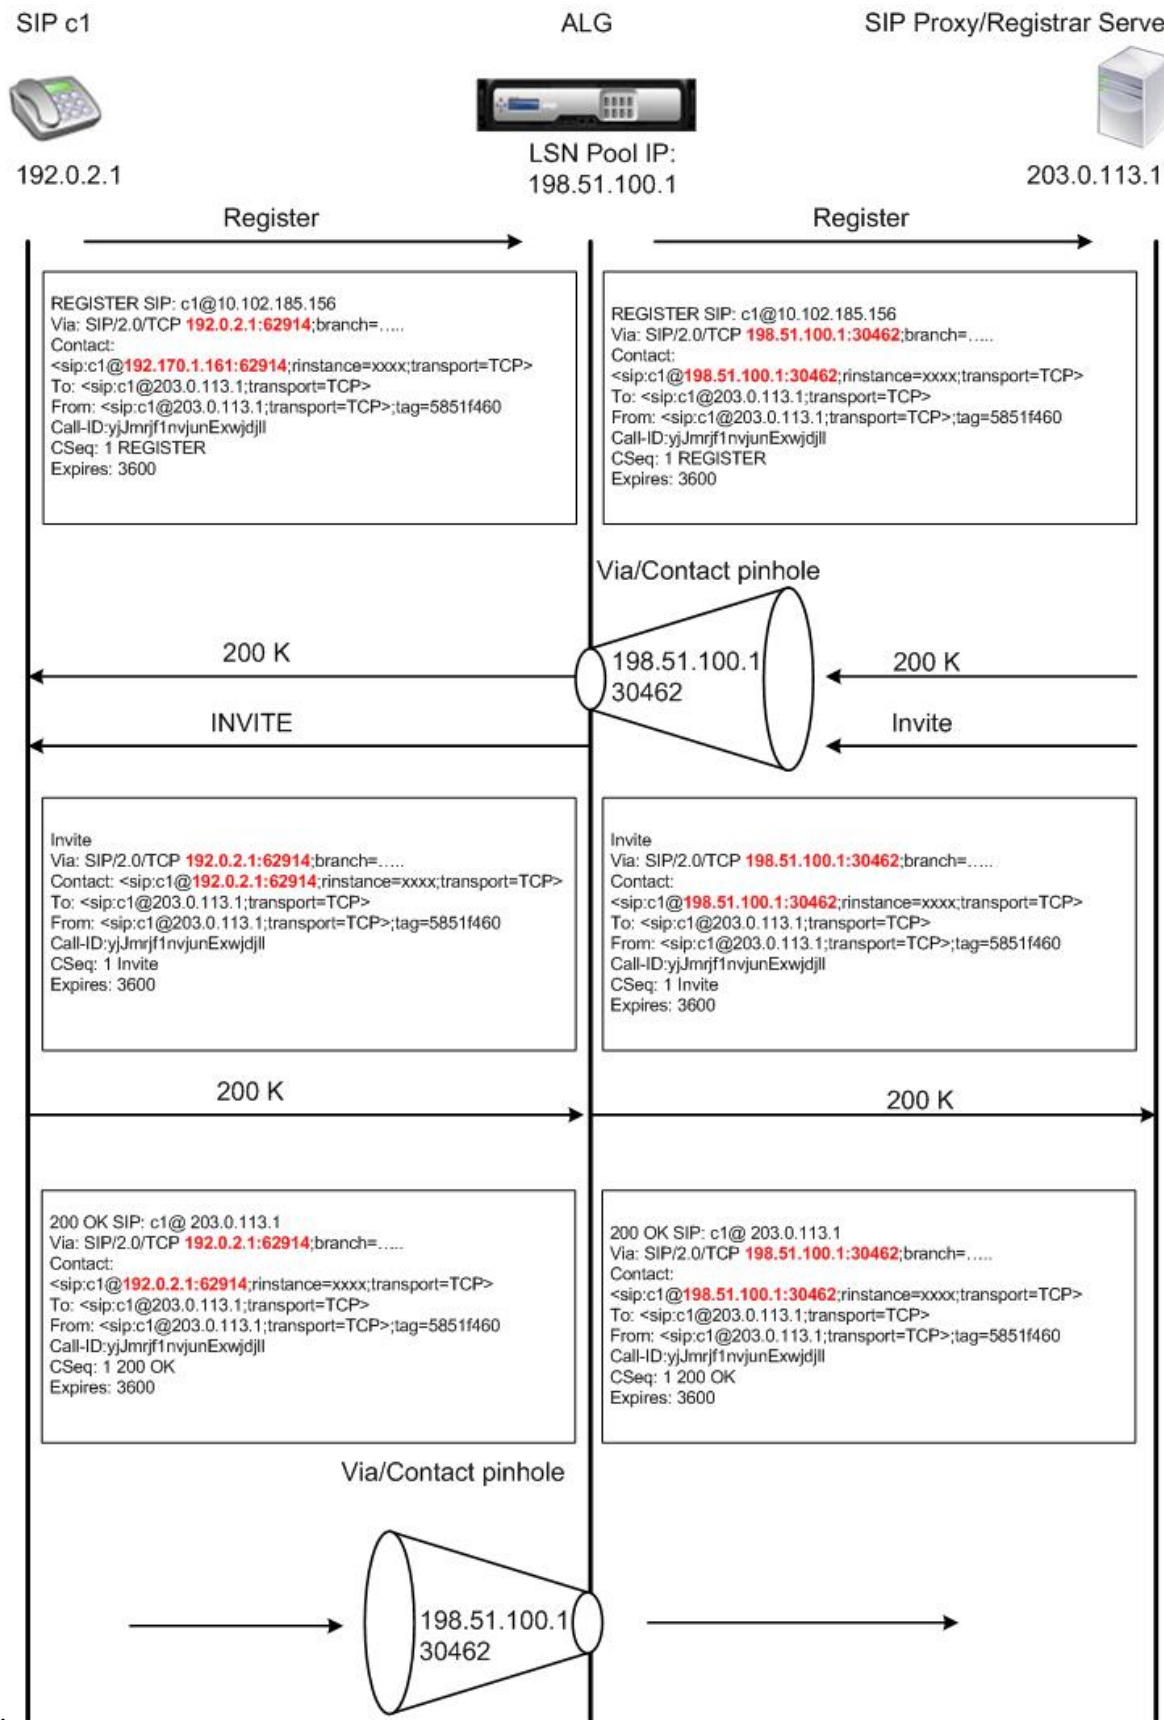 SIP c1
ALG
SIP Proxy/Registrar Serve
192.0.2.1
LSN Pool IP:
198.51.100.1
203.0.113.1
Register
Register
REGISTER SIP: c1@10.102.185.156
Via: SIP/2.0/TCP 192.0.2.1:62914;branch=.....
Contact:
<sip:c1@192.170.1.161:62914;rinstance=xxxx;transport=TCP>
To: <sip:c1@203.0.113.1;transport=TCP>
From: <sip:c1@203.0.113.1;transport=TCP>;tag=5851f460
Call-ID:yjJmrjf1nvjunExwjdjll
CSeq: 1 REGISTER
Expires: 3600
REGISTER SIP: c1@10.102.185.156
Via: SIP/2.0/TCP 198.51.100.1:30462;branch=.....
Contact:
<sip:c1@198.51.100.1:30462;rinstance=xxxx;transport=TCP>
To: <sip:c1@203.0.113.1;transport=TCP>
From: <sip:c1@203.0.113.1;transport=TCP>;tag=5851f460
Call-ID:yjJmrjf1nvjunExwjdjll
CSeq: 1 REGISTER
Expires: 3600
Via/Contact pinhole
200 K
198.51.100.1
30462
200 K
INVITE
Invite
Invite
Via: SIP/2.0/TCP 192.0.2.1:62914;branch=.....
Contact: <sip:c1@192.0.2.1:62914;rinstance=xxxx;transport=TCP>
To: <sip:c1@203.0.113.1;transport=TCP>
From: <sip:c1@203.0.113.1;transport=TCP>;tag=5851f460
Call-ID:yjJmrjf1nvjunExwjdjll
CSeq: 1 Invite
Expires: 3600
Invite
Via: SIP/2.0/TCP 198.51.100.1:30462;branch=.....
Contact:
<sip:c1@198.51.100.1:30462;rinstance=xxxx;transport=TCP>
To: <sip:c1@203.0.113.1;transport=TCP>
From: <sip:c1@203.0.113.1;transport=TCP>;tag=5851f460
Call-ID:yjJmrjf1nvjunExwjdjll
CSeq: 1 Invite
Expires: 3600
200 K
200 K
200 OK SIP: c1@ 203.0.113.1
Via: SIP/2.0/TCP 192.0.2.1:62914;branch=.....
Contact:
<sip:c1@192.0.2.1:62914;rinstance=xxxx;transport=TCP>
To: <sip:c1@203.0.113.1;transport=TCP>
From: <sip:c1@203.0.113.1;transport=TCP>;tag=5851f460
Call-ID:yjJmrjf1nvjunExwjdjll
CSeq: 1 200 OK
Expires: 3600
200 OK SIP: c1@ 203.0.113.1
Via: SIP/2.0/TCP 198.51.100.1:30462;branch=.....
Contact:
<sip:c1@198.51.100.1:30462;rinstance=xxxx;transport=TCP>
To: <sip:c1@203.0.113.1;transport=TCP>
From: <sip:c1@203.0.113.1;transport=TCP>;tag=5851f460
Call-ID:yjJmrjf1nvjunExwjdjll
CSeq: 1 200 OK
Expires: 3600
Via/Contact pinhole
198.51.100.1
30462